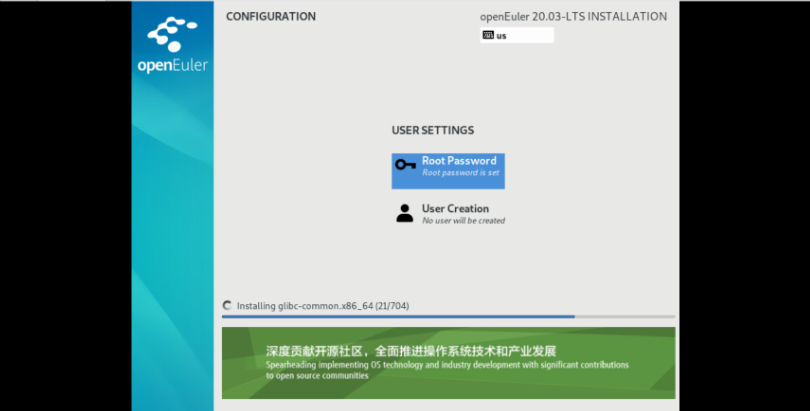 CONFIGURATION
openEuler 20.03-LTS INSTALLATION
us
openEuler
USER SETTINGS
Root Password
Root password is set
User Creation
No user will be created
Installing glibc-common.x86_64 (21/704)
深度贡献开源社区，全面推进操作系统技术和产业发展
Spearheading implementing OS technology and industry development with significant contributions
to open source communities